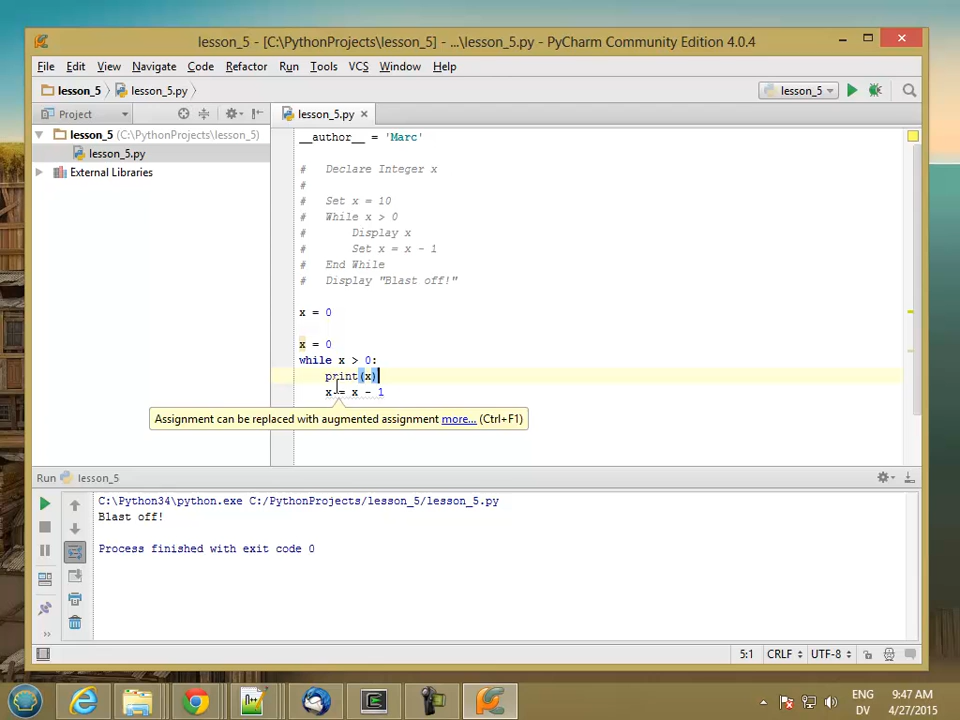 lesson_5 - [C:\PythonProjects\lesson_5] - ...\lesson_5.py - PyCharm Community Edition 4.0.4
File Edit View Navigate Code Refactor Run Tools VCS Window Help
lesson_5 lesson_5.py lesson_5
Project lesson_5.py
lesson_5 (C:\PythonProjects\lesson_5)
lesson_5.py
External Libraries
__author__ = 'Marc'
# Declare Integer x
#
# Set x = 10
# While x > 0
# Display x
# Set x = x - 1
# End While
# Display "Blast off!"
x = 0
x = 0
while x > 0:
print(x)
x = x - 1
Assignment can be replaced with augmented assignment more... (Ctrl+F1)
Run lesson_5
C:\Python34\python.exe C:/PythonProjects/lesson_5/lesson_5.py
Blast off!
Process finished with exit code 0
5:1 CRLF UTF-8
ENG 9:47 AM
DV 4/27/2015